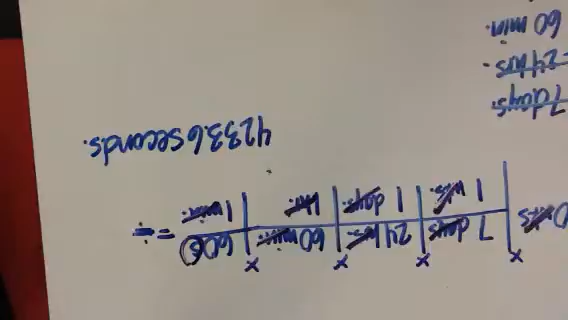 7 days.
24 hrs.
60 min.
x 7 days x 24 hrs. x 60 min. x 60 =
1 wks. 1 days. 1 hr. 1 min.
4233.6 seconds.